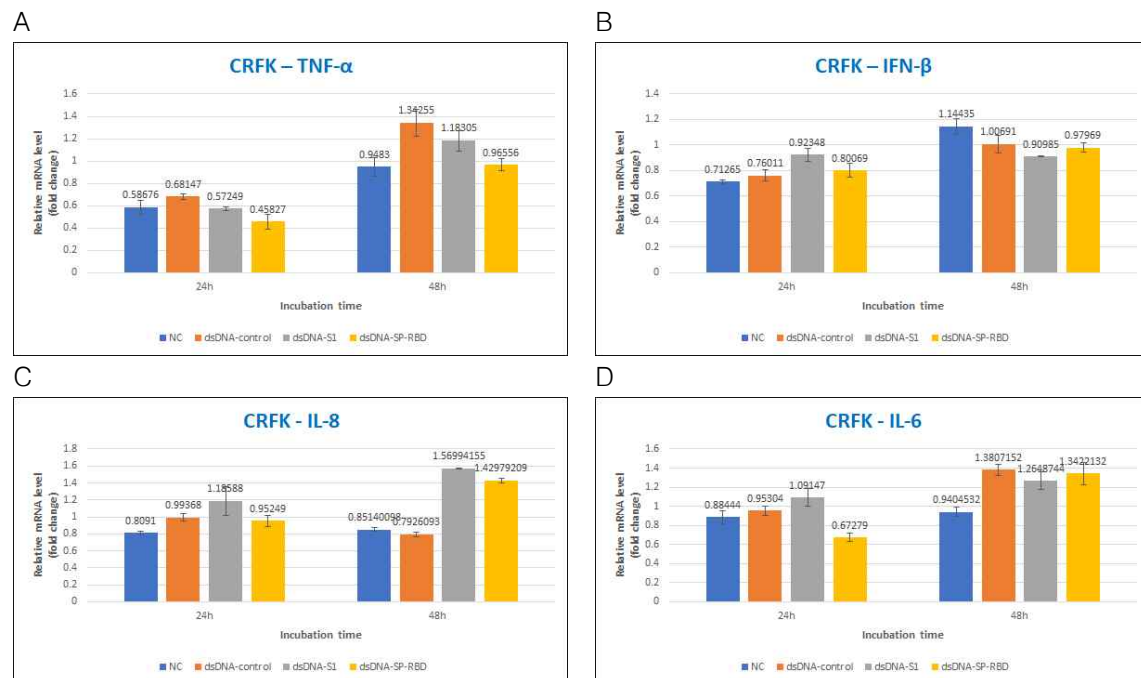 A
CRFK – TNF-α
Relative mRNA level
(fold change)
1.6
1.4
1.2
1
0.8
0.6
0.4
0.2
0
0.58676
0.68147
0.57249
0.45827
0.9483
1.34255
1.18305
0.96556
24h
48h
Incubation time
NC dsDNA-control dsDNA-S1 dsDNA-SP-RBD
B
CRFK – IFN-β
Relative mRNA level
(fold change)
1.4
1.2
1
0.8
0.6
0.4
0.2
0
0.71265
0.76011
0.92348
0.80069
1.14435
1.00691
0.90985
0.97969
24h
48h
Incubation time
NC dsDNA-control dsDNA-S1 dsDNA-SP-RBD
C
CRFK - IL-8
Relative mRNA level
(fold change)
1.8
1.6
1.4
1.2
1
0.8
0.6
0.4
0.2
0
0.8091
0.99368
1.18588
0.95249
0.85140098
0.7926093
1.56994155
1.42979209
24h
48h
Incubation time
NC dsDNA-control dsDNA-S1 dsDNA-SP-RBD
D
CRFK - IL-6
Relative mRNA level
(fold change)
1.6
1.4
1.2
1
0.8
0.6
0.4
0.2
0
0.88444
0.95304
1.09147
0.67279
0.9404532
1.3807152
1.2648744
1.3422132
24h
48h
Incubation time
NC dsDNA-control dsDNA-S1 dsDNA-SP-RBD